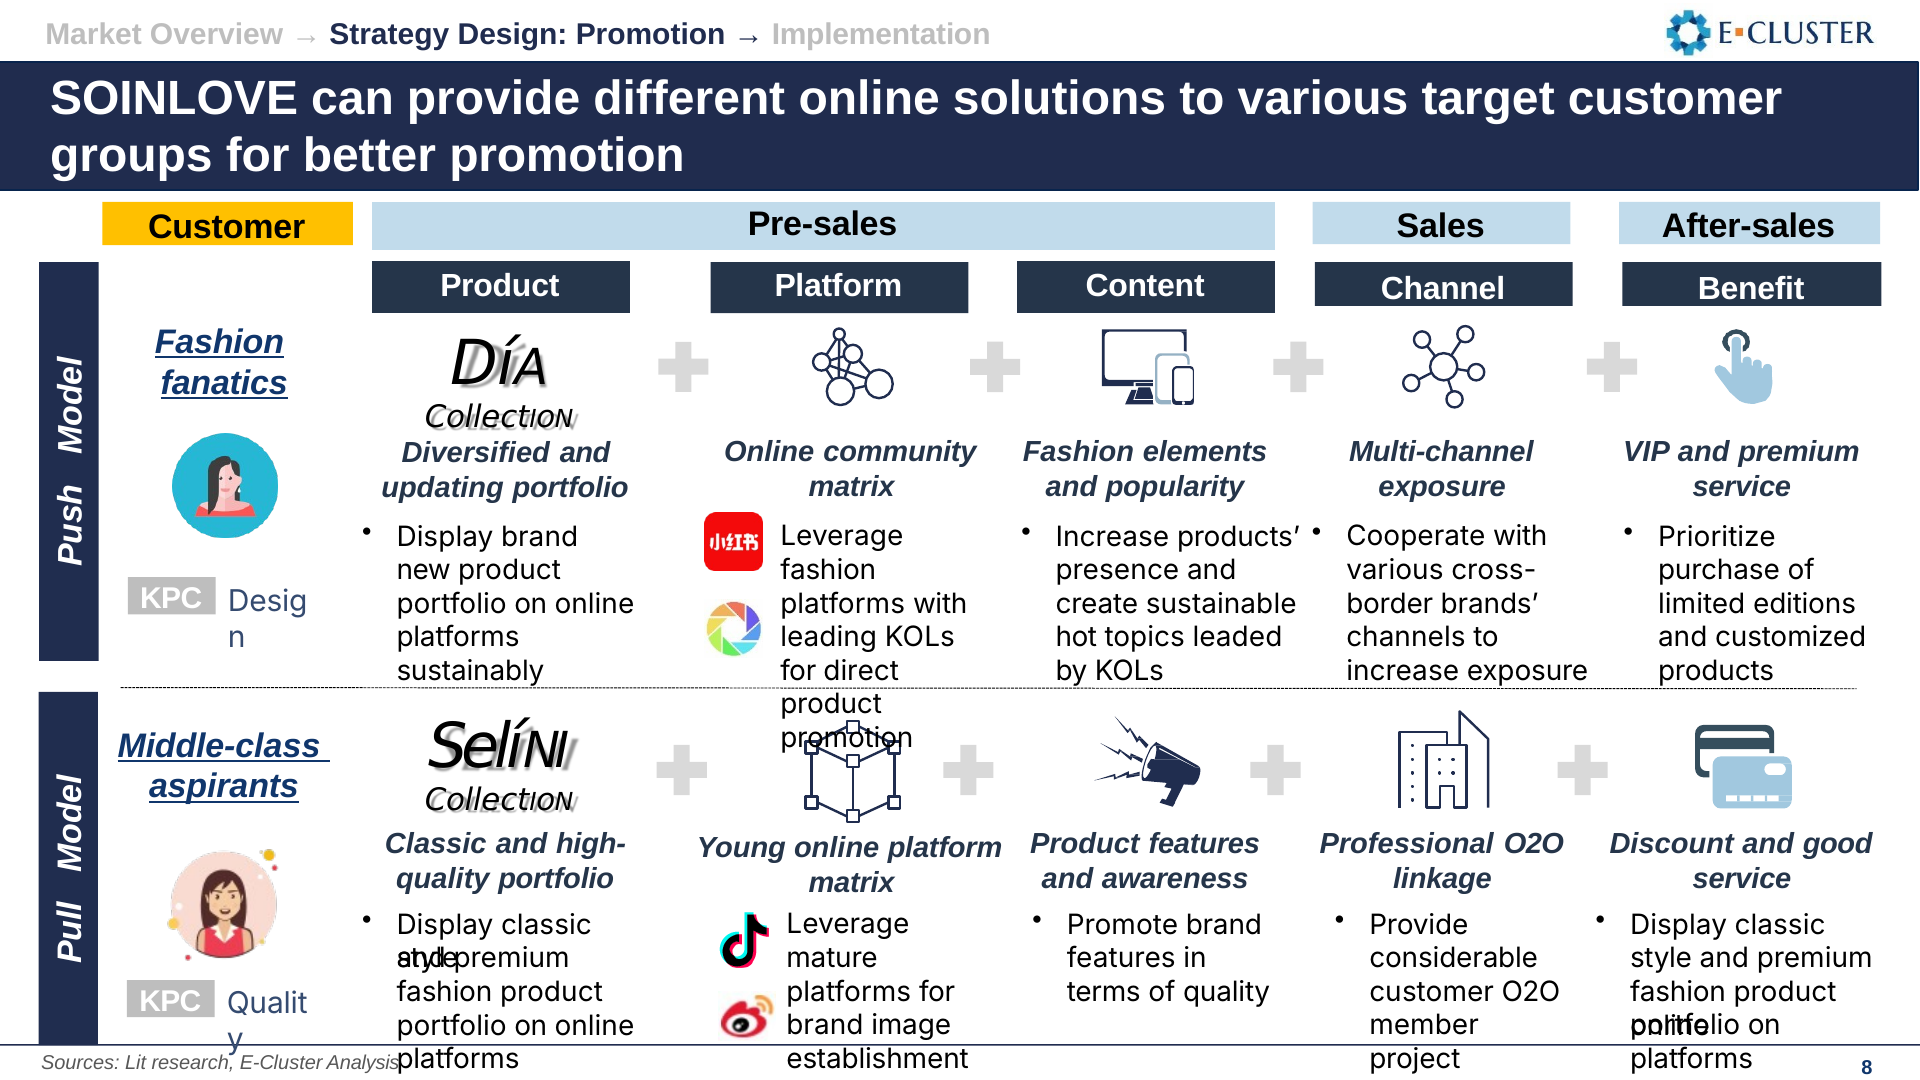 Market Overview → Strategy Design: Promotion → Implementation
E·CLUSTER
SOINLOVE can provide different online solutions to various target customer
groups for better promotion
Customer
Pre-sales
Sales
After-sales
Product
Platform
Content
Channel
Benefit
Push Model
Fashion
fanatics
KPC
Desig
n
DíA
Collection
Diversified and
updating portfolio
• Display brand
new product
portfolio on online
platforms
sustainably
Online community
matrix
小红书
Leverage
fashion
platforms with
leading KOLs
for direct
product
promotion
Fashion elements
and popularity
• Increase products’
presence and
create sustainable
hot topics leaded
by KOLs
Multi-channel
exposure
• Cooperate with
various cross-
border brands’
channels to
increase exposure
VIP and premium
service
• Prioritize
purchase of
limited editions
and customized
products
Pull Model
Middle-class
aspirants
KPC
Qualit
y
SelíNI
Collection
Classic and high-
quality portfolio
• Display classic
style
and premium
fashion product
portfolio on online
platforms
Young online platform
matrix
Leverage
mature
platforms for
brand image
establishment
Product features
and awareness
• Promote brand
features in
terms of quality
Professional O2O
linkage
• Provide
considerable
customer O2O
member
project
Discount and good
service
• Display classic
style and premium
fashion product
portfolio on
online
platforms
Sources: Lit research, E-Cluster Analysis
8